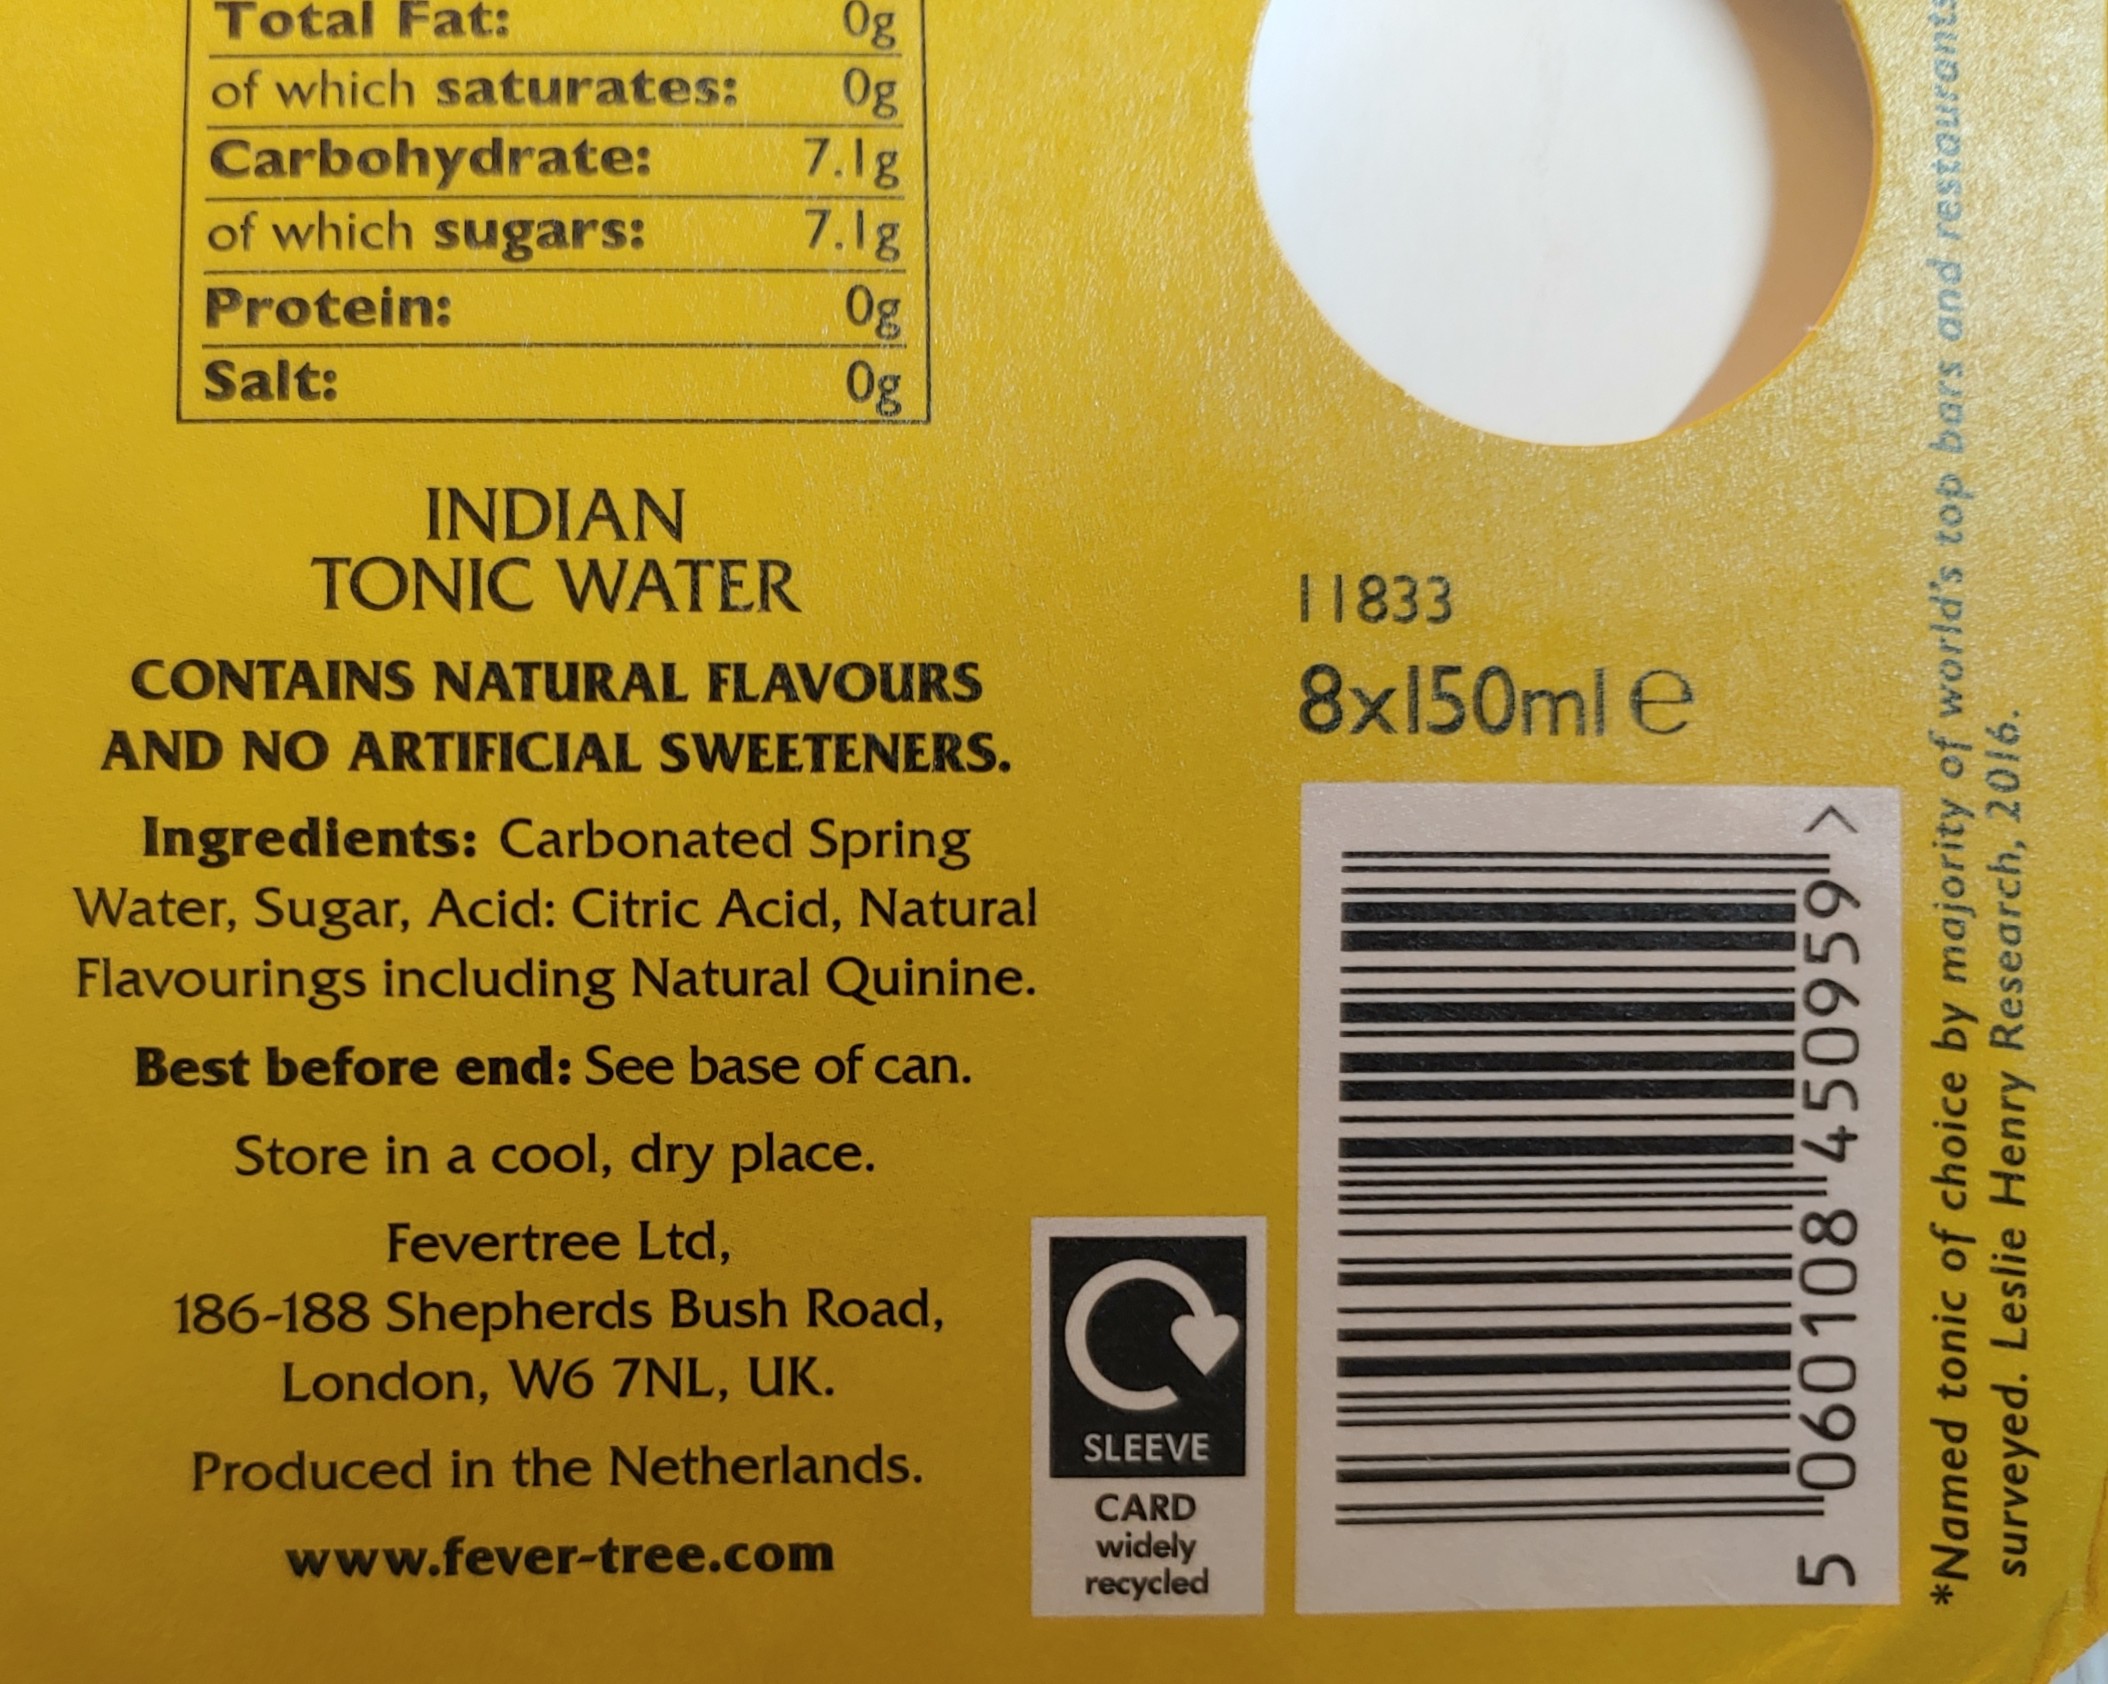 Total Fat: 0g
of which saturates: 0g
Carbohydrate: 7.1g
of which sugars: 7.1g
Protein: 0g
Salt: 0g
INDIAN
TONIC WATER
CONTAINS NATURAL FLAVOURS
AND NO ARTIFICIAL SWEETENERS.
Ingredients: Carbonated Spring
Water, Sugar, Acid: Citric Acid, Natural
Flavourings including Natural Quinine.
Best before end: See base of can.
Store in a cool, dry place.
Fevertree Ltd,
186-188 Shepherds Bush Road,
London, W6 7NL, UK.
Produced in the Netherlands.
www.fever-tree.com
SLEEVE
CARD
widely
recycled
11833
8x150ml e
5 060108 450959 >
*Named tonic of choice by majority of world's top bars and restaurants
surveyed. Leslie Henry Research, 2016.